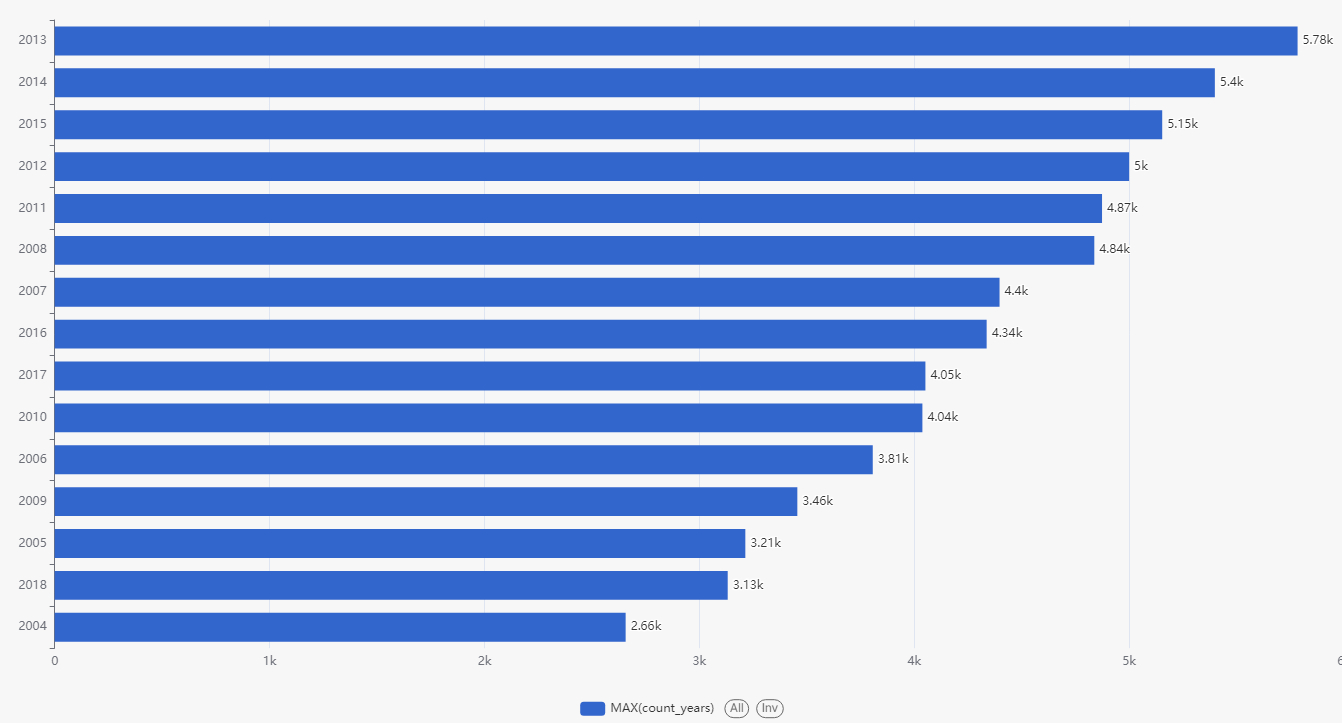 2013 5.78k
2014 5.4k
2015 5.15k
2012 5k
2011 4.87k
2008 4.84k
2007 4.4k
2016 4.34k
2017 4.05k
2010 4.04k
2006 3.81k
2009 3.46k
2005 3.21k
2018 3.13k
2004 2.66k
0 1k 2k 3k 4k 5k
MAX(count_years) All Inv